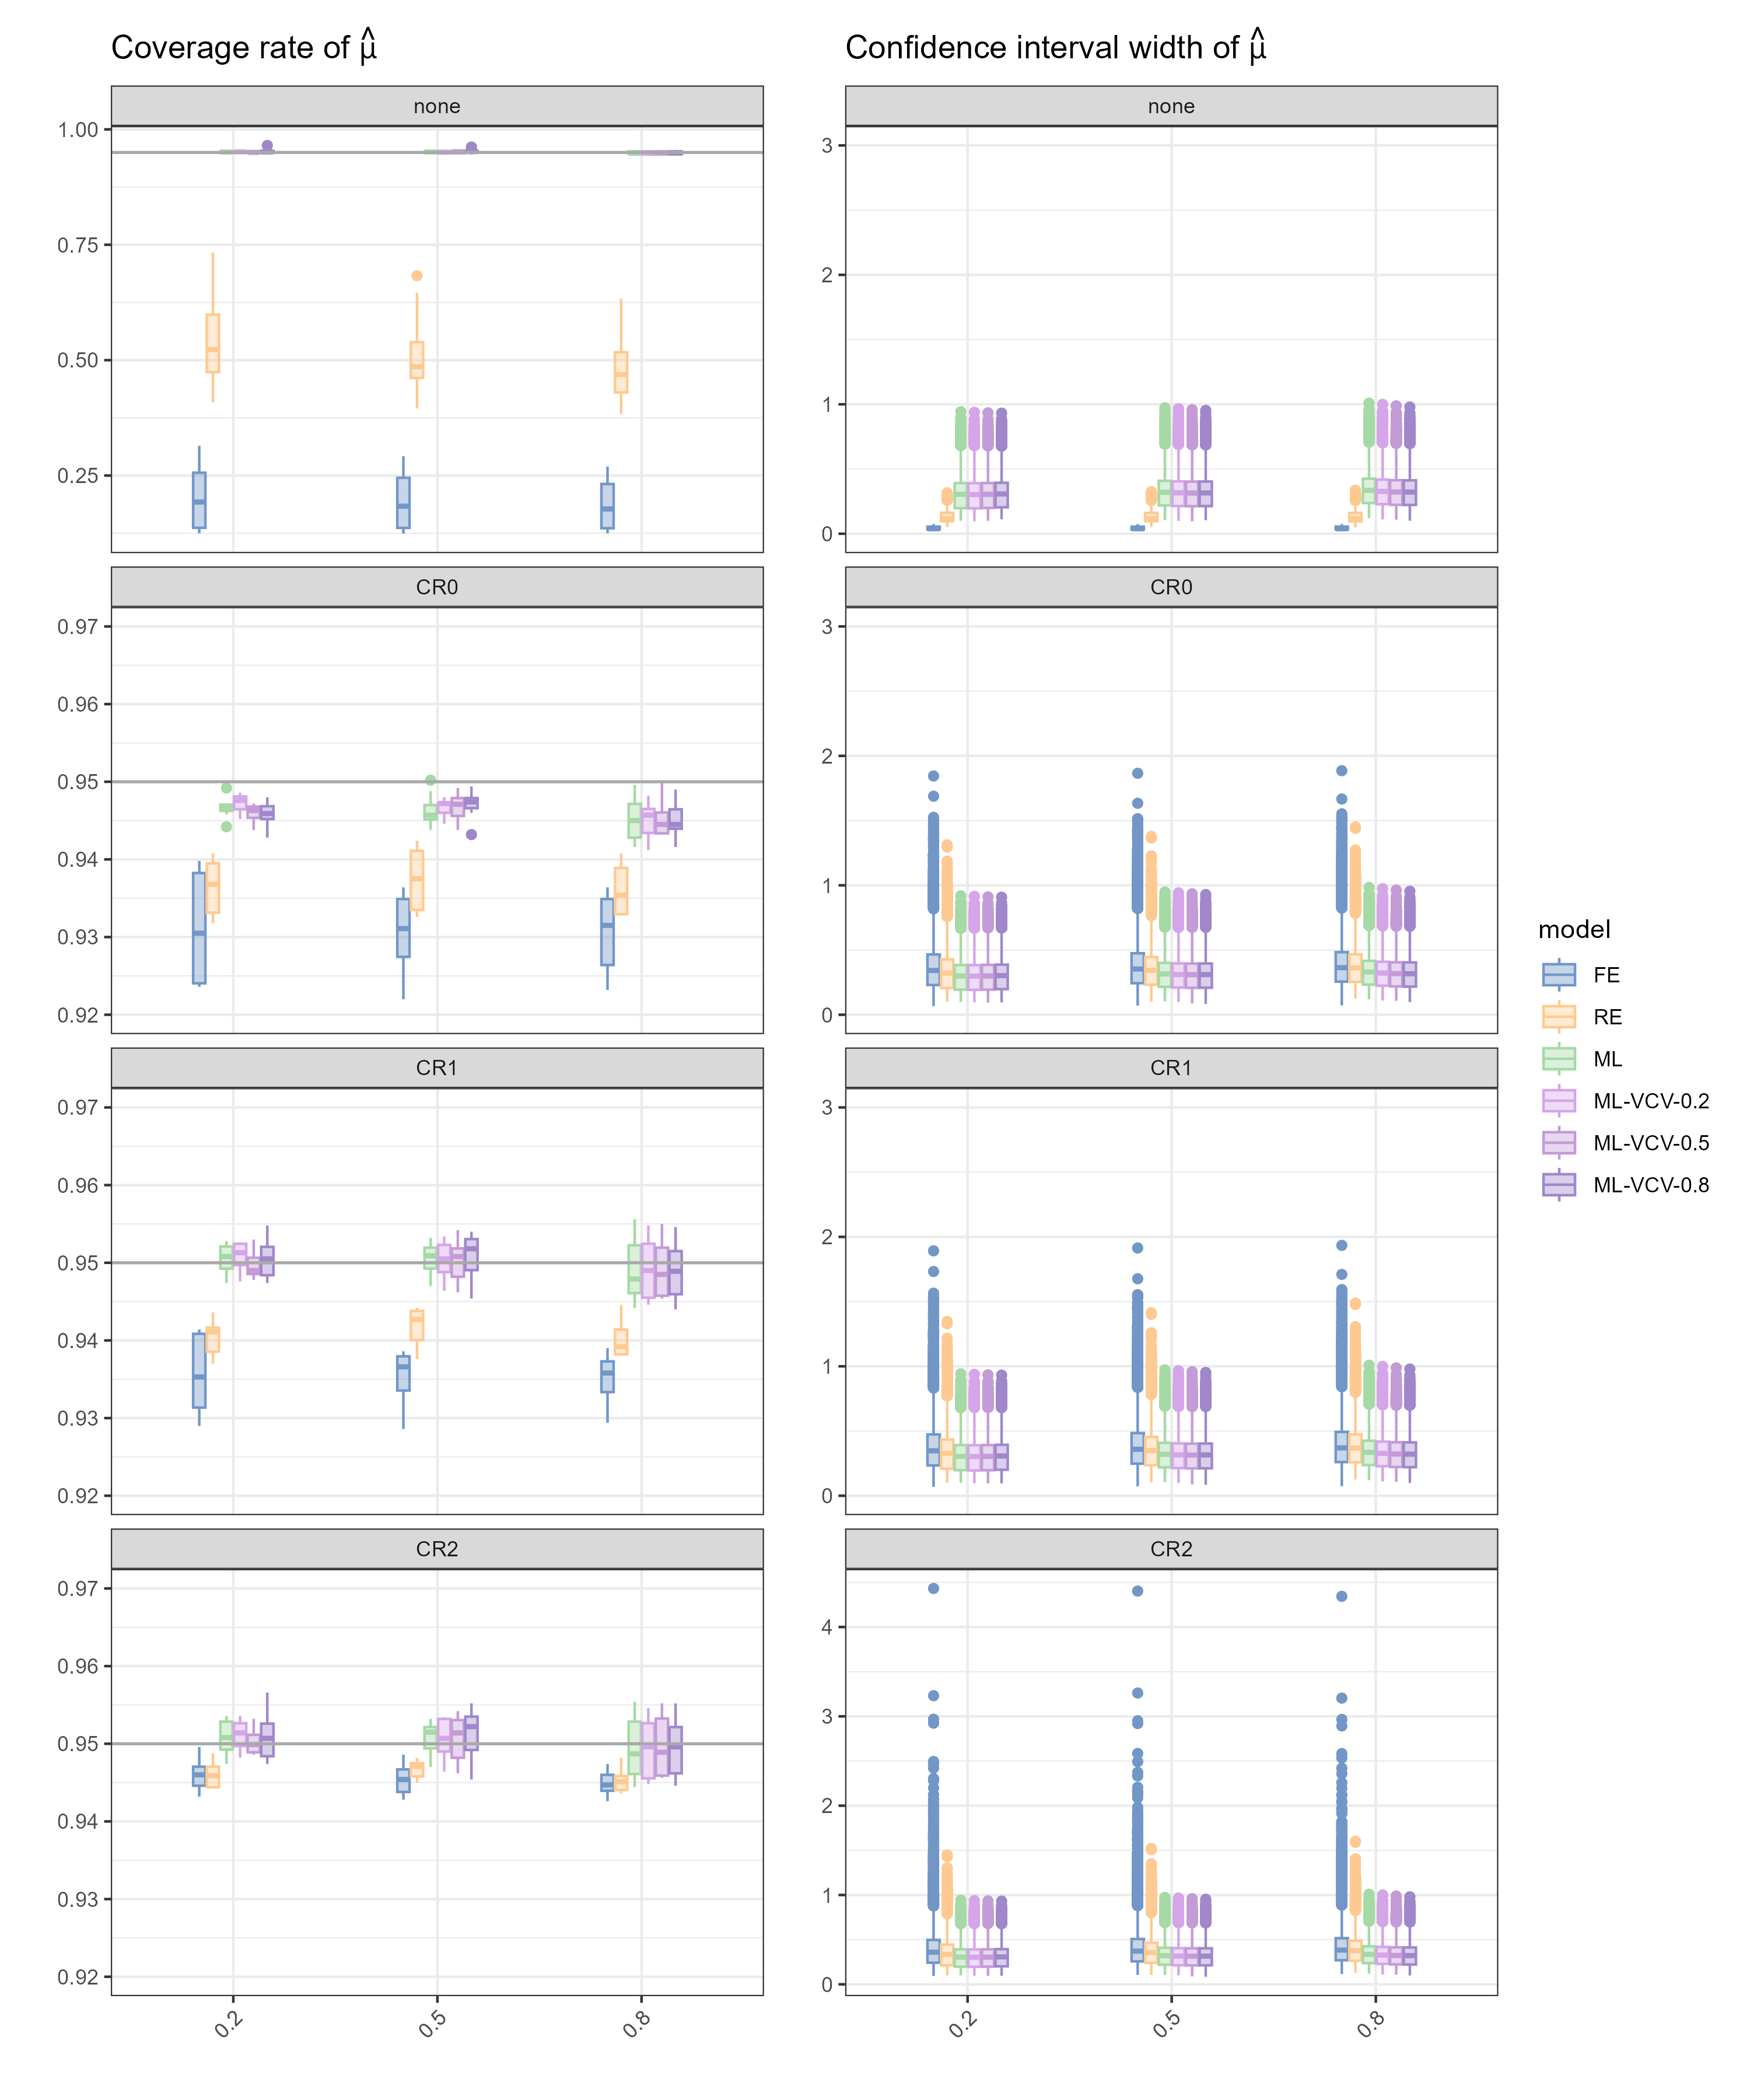 Coverage rate of μ̂
Confidence interval width of μ̂
none
1.00
0.75
0.50
0.25
none
3
2
1
0
CR0
0.97
0.96
0.95
0.94
0.93
0.92
CR0
3
2
1
0
CR1
0.97
0.96
0.95
0.94
0.93
0.92
CR1
3
2
1
0
CR2
0.97
0.96
0.95
0.94
0.93
0.92
0.2
0.5
0.8
CR2
4
3
2
1
0
0.2
0.5
0.8
model
FE
RE
ML
ML-VCV-0.2
ML-VCV-0.5
ML-VCV-0.8